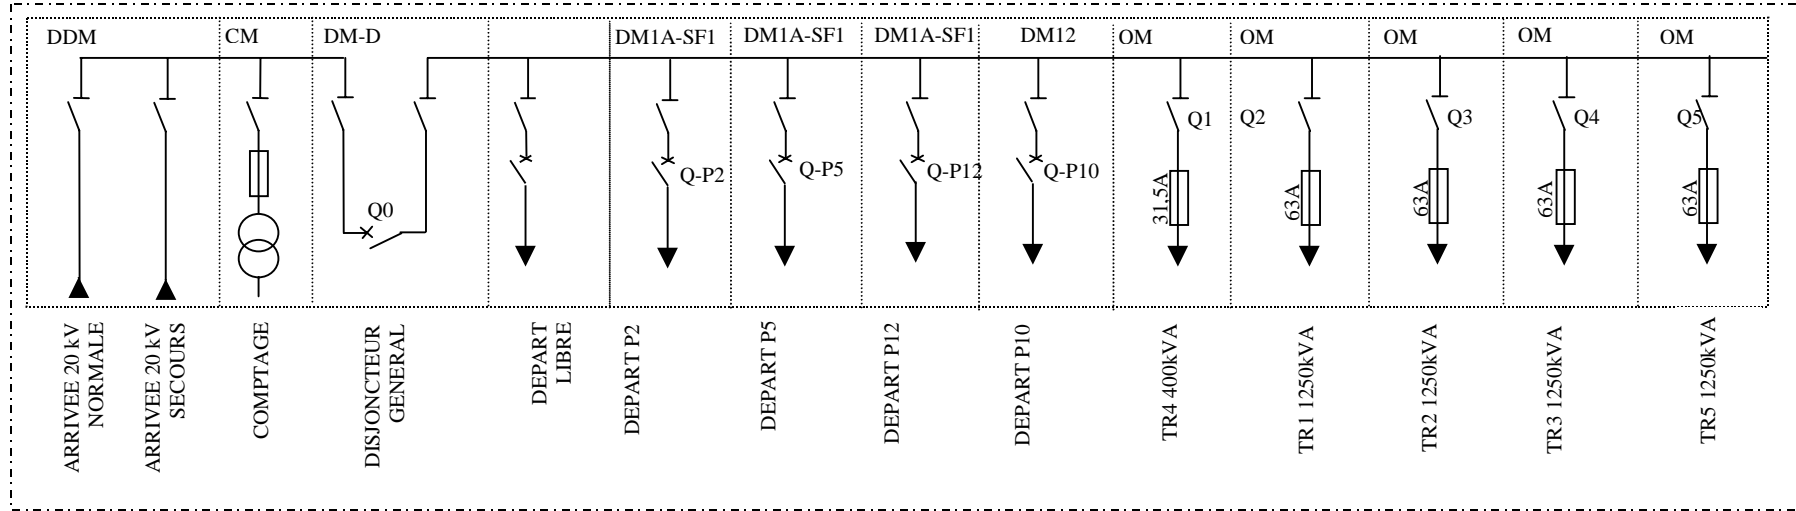 DDM
CM
DM-D
DM1A-SF1
DM1A-SF1
DM1A-SF1
DM12
OM
OM
OM
OM
OM
Q0
Q-P2
Q-P5
Q-P12
Q-P10
Q1
Q2
Q3
Q4
Q5
31,5A
63A
63A
63A
63A
ARRIVEE 20 kV
NORMALE
ARRIVEE 20 kV
SECOURS
COMPTAGE
DISJONCTEUR
GENERAL
DEPART
LIBRE
DEPART P2
DEPART P5
DEPART P12
DEPART P10
TR4 400kVA
TR1 1250kVA
TR2 1250kVA
TR3 1250kVA
TR5 1250kVA